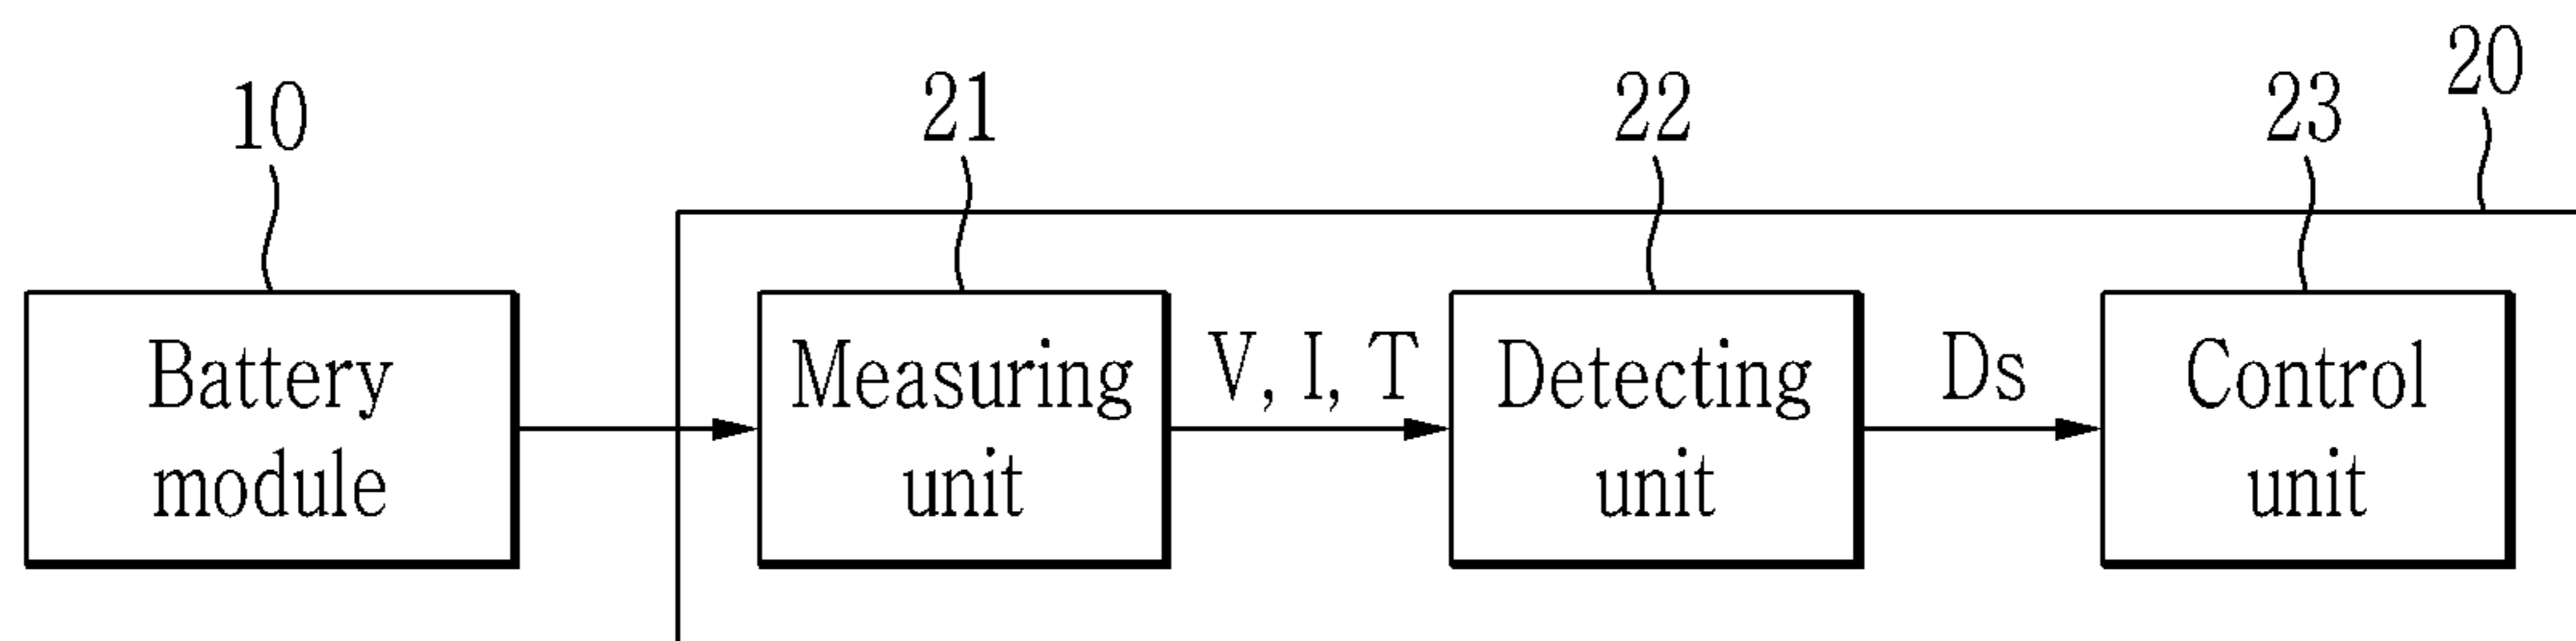 20
10 21 22 23
Battery Measuring V, I, T Detecting Ds Control
module unit unit unit